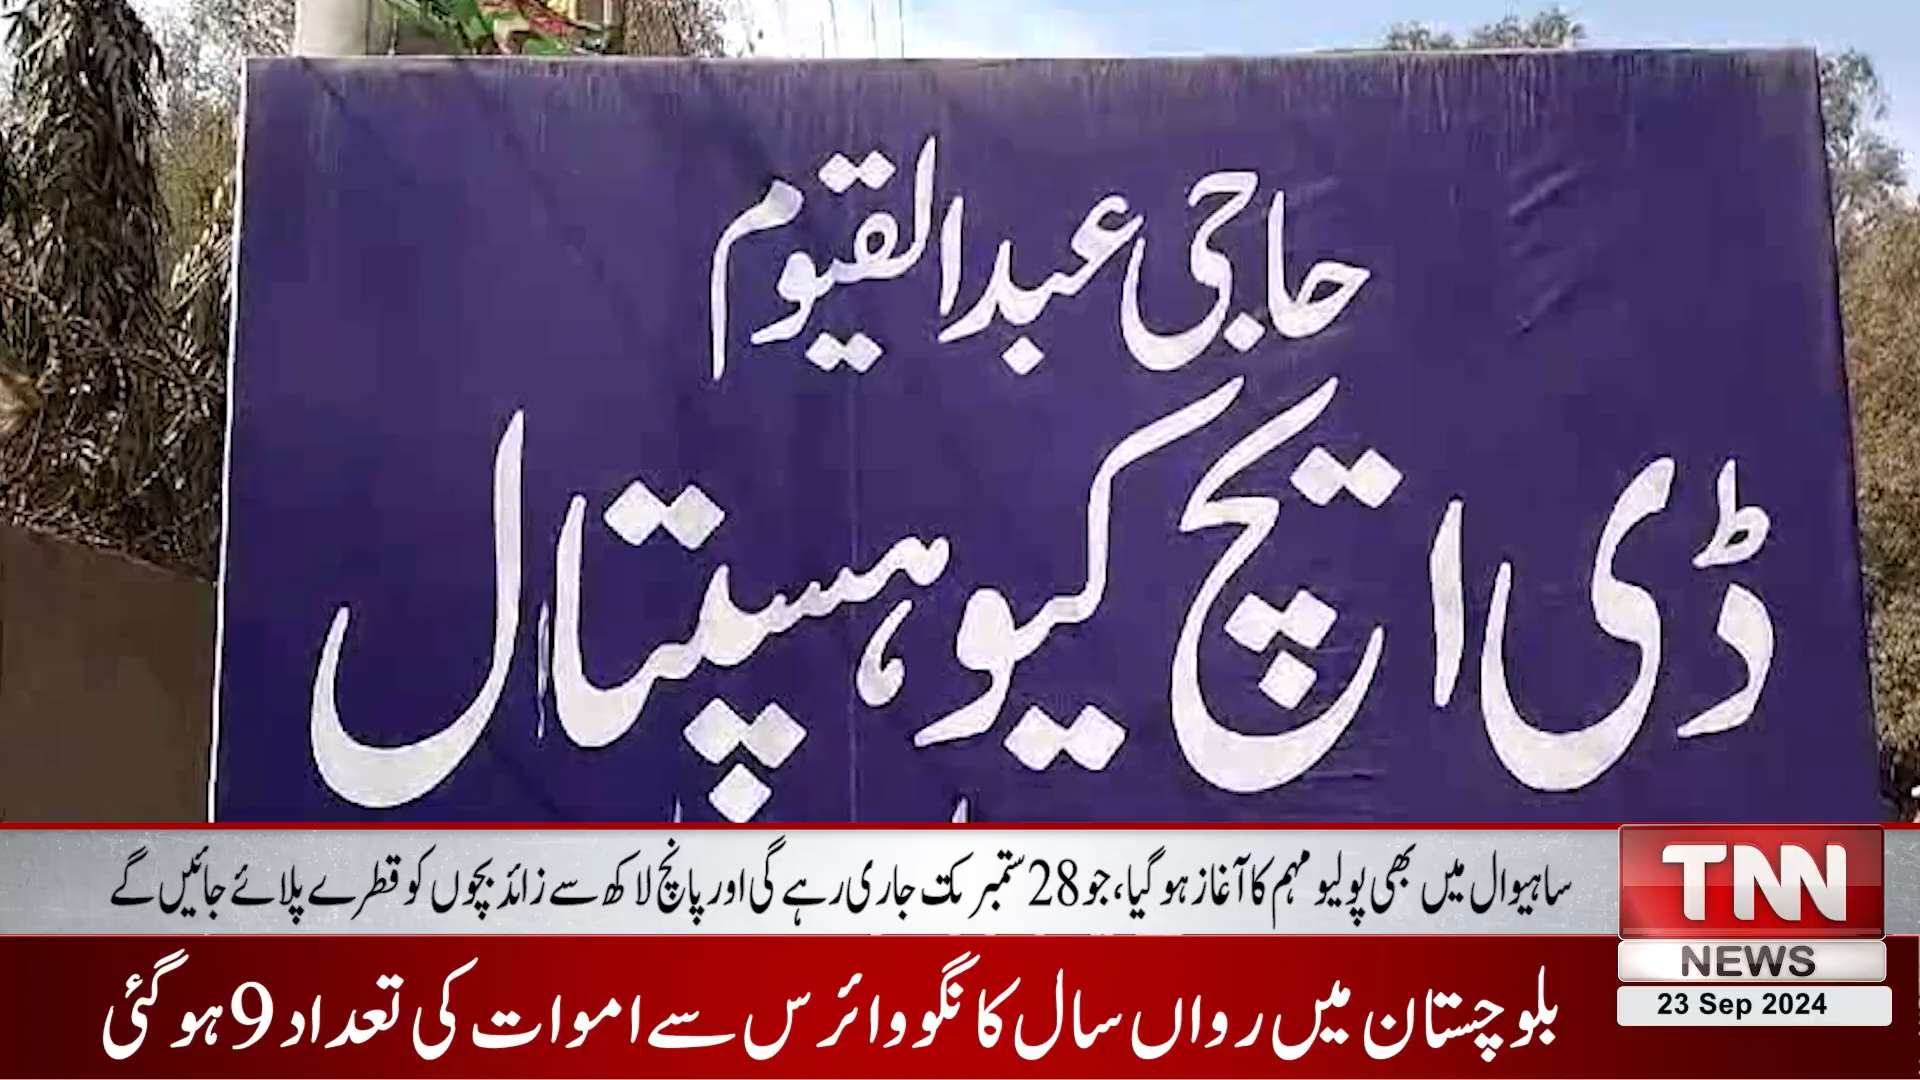 حاجی عبدالقیوم
ڈی ایچ کیو ہسپتال
ساہیوال میں بھی پولیو مہم کا آغاز ہو گیا، جو 28 ستمبر تک جاری رہے گی اور پانچ لاکھ سے زائد بچوں کو قطرے پلائے جائیں گے
TNN
NEWS
23 Sep 2024
بلوچستان میں رواں سال کانگو وائرس سے اموات کی تعداد 9 ہو گئی